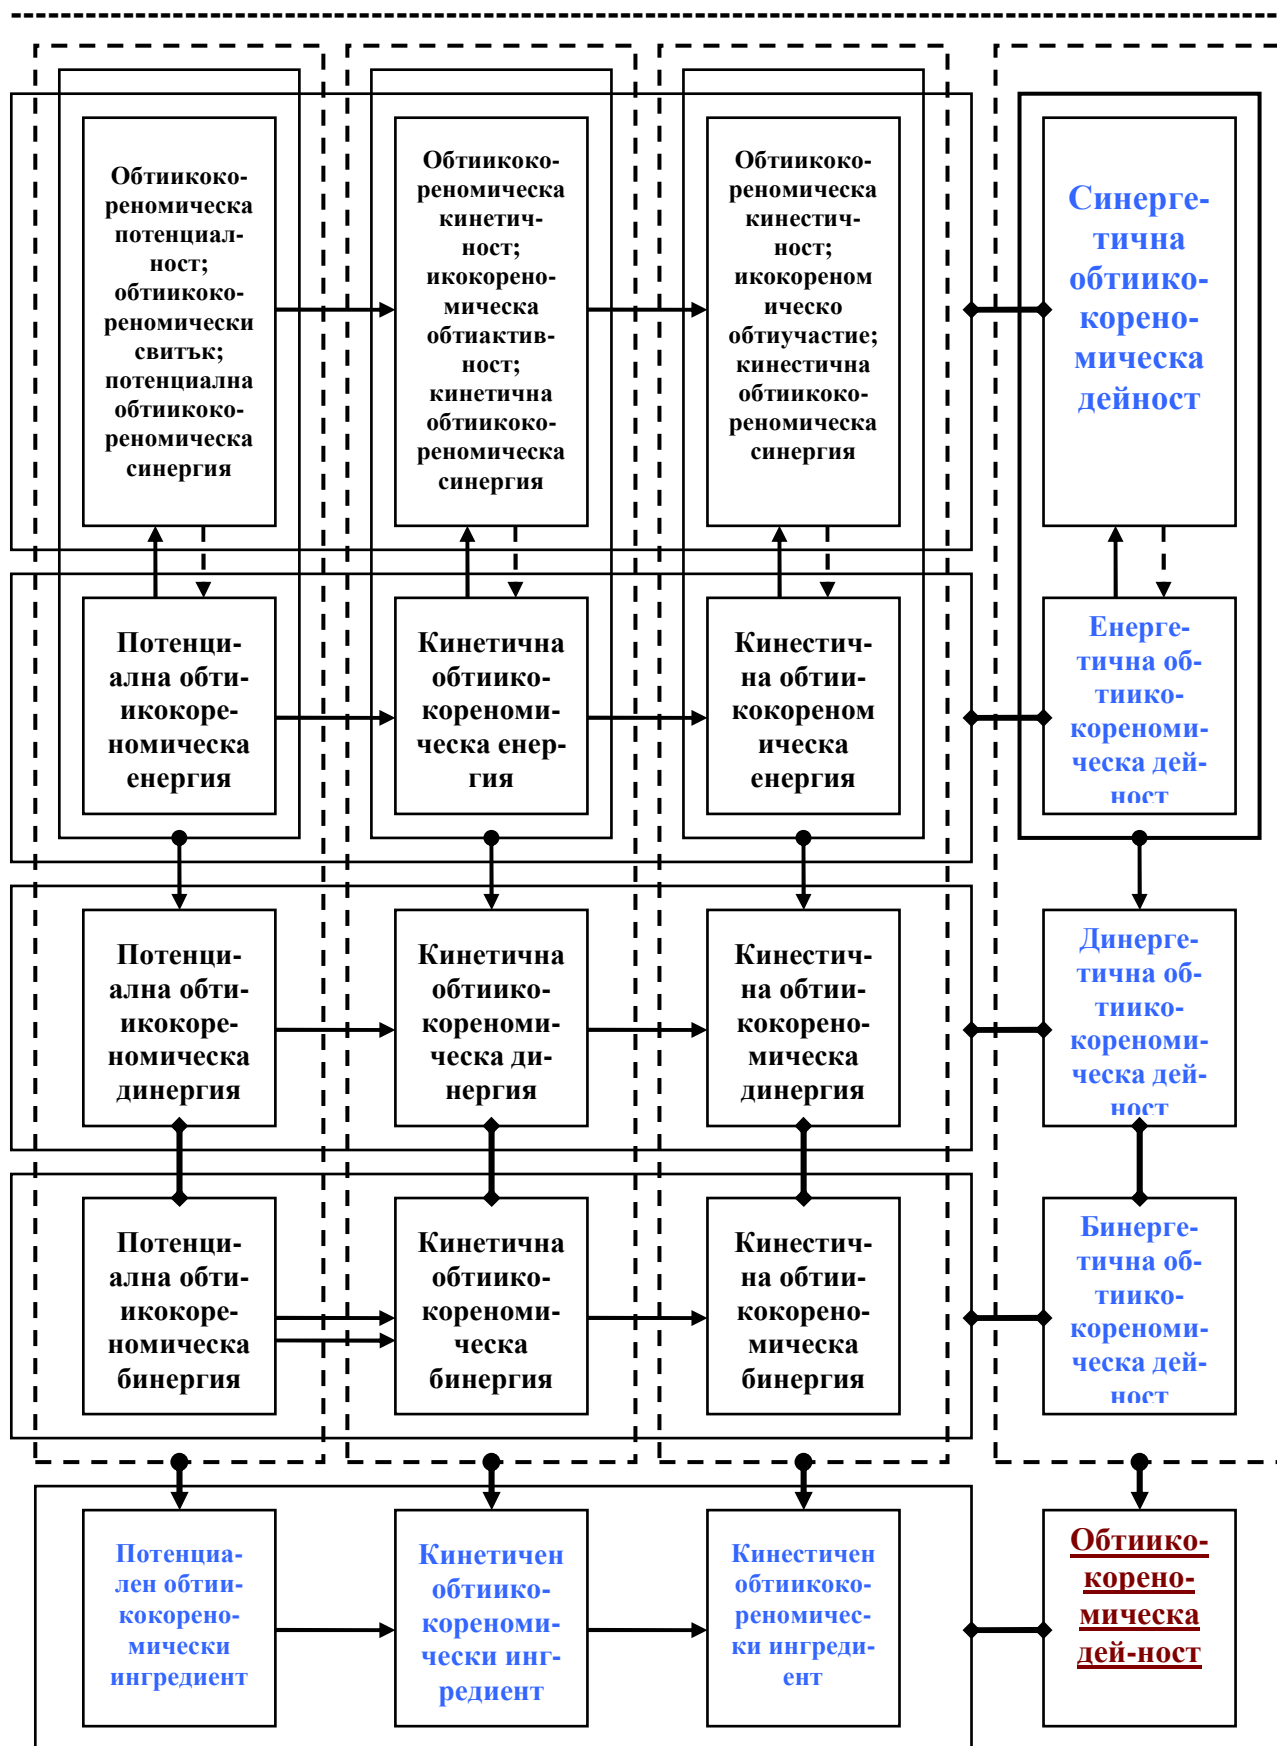 Обтиикоко-
реномическа
потенциал-
ност;
обтиикоко-
реномически
свитък;
потенциална
обтиикоко-
реномическа
синергия
Обтиикоко-
реномическа
кинетич-
ност;
икокорено-
мическа
обтиактив-
ност;
кинетична
обтиикоко-
реномическа
синергия
Обтиикоко-
реномическа
кинестич-
ност;
икокореном
ическо
обтиучастие;
кинестична
обтиикоко-
реномическа
синергия
Синерге-
тична
обтиико-
корено-
мическа
дейност
Потенци-
ална обти-
икокоре-
номическа
енергия
Кинетична
обтиико-
кореноми-
ческа енер-
гия
Кинестич-
на обтии-
кокореном
ическа
енергия
Енерге-
тична об-
тиико-
кореноми-
ческа дей-
ност
Потенци-
ална обти-
икокоре-
номическа
динергия
Кинетична
обтиико-
кореноми-
ческа ди-
нергия
Кинестич-
на обтии-
кокорено-
мическа
динергия
Динерге-
тична об-
тиико-
кореноми-
ческа дей-
ност
Потенци-
ална обти-
икокоре-
номическа
бинергия
Кинетична
обтиико-
кореноми-
ческа
бинергия
Кинестич-
на обтии-
кокорено-
мическа
бинергия
Бинерге-
тична об-
тиико-
кореноми-
ческа дей-
ност
Потенциа-
лен обтии-
кокорено-
мически
ингредиент
Кинетичен
обтиико-
кореноми-
чески инг-
редиент
Кинестичен
обтиикоко-
реномичес-
ки ингреди-
ент
Обтиико-
корено-
мическа
дей-ност